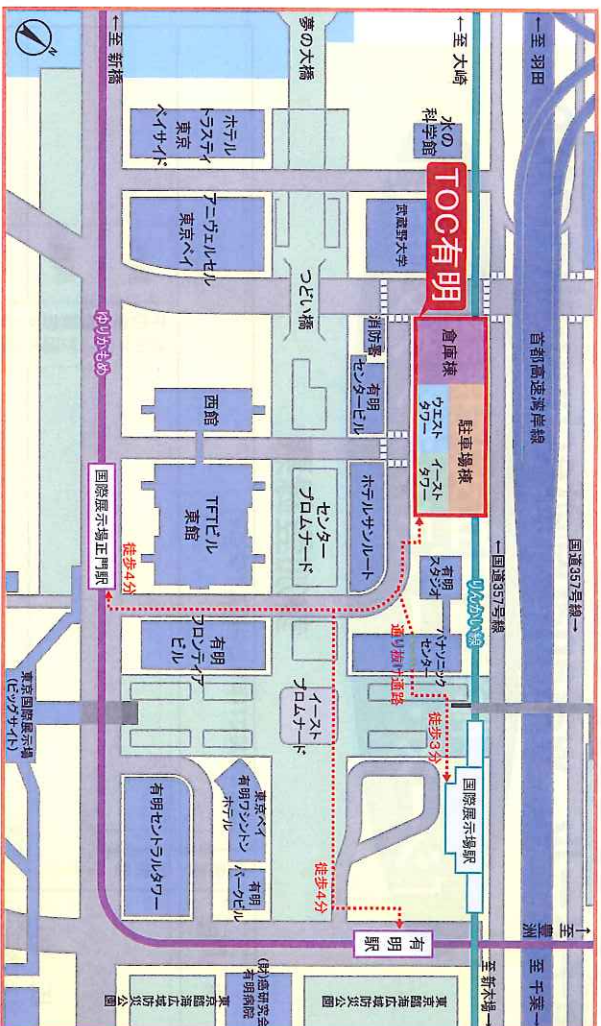 ←至 羽田
首都高速湾岸線
国道357号線→
←国道357号線
至 千葉→
←至 大崎
りんかい線
国際展示場駅
至 新木場→
←至 豊洲
水の
科学館
武蔵野大学
TOC有明
倉庫棟
駐車場棟
ウエスト
タワー
イースト
タワー
有明
スタジオ
パナソニック
センター
通り抜け通路
徒歩3分
消防署
有明
センタービル
ホテルサンルート
夢の大橋
つどい橋
センター
プロムナード
イースト
プロムナード
徒歩4分
有明駅
東京臨海広域防災公園
(財)癌研究会
有明病院
東京臨海広域防災公園
ホテル
トラスティ
東京
ベイサイド
アニヴェルセル
東京ベイ
西館
TFTビル
東館
徒歩4分
有明
フロンティア
ビル
東京ベイ
有明ワシントン
ホテル
有明
パークビル
有明セントラルタワー
←至 新橋
ゆりかもめ
国際展示場正門駅
東京国際展示場
(ビッグサイト)
N